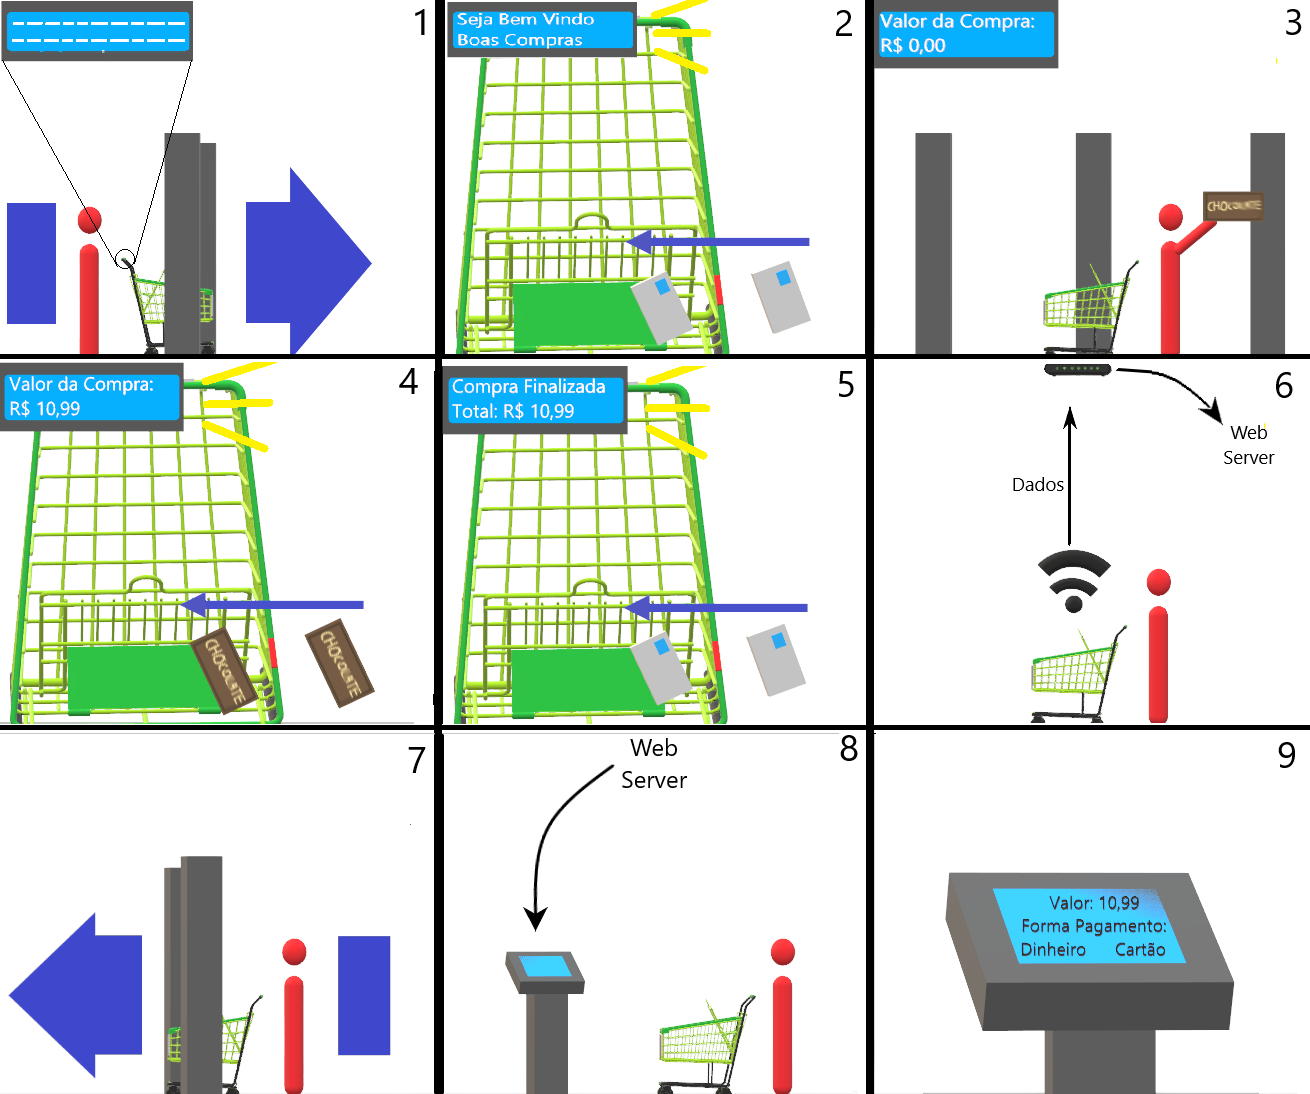 1
Seja Bem Vindo
Boas Compras
2
Valor da Compra:
R$ 0,00
3
CHOCOLATE
Valor da Compra:
R$ 10,99
4
CHOCOLATE
CHOCOLATE
Compra Finalizada
Total: R$ 10,99
5
6
Web
Server
Dados
7
Web
Server
8
9
Valor: 10,99
Forma Pagamento:
Dinheiro Cartão